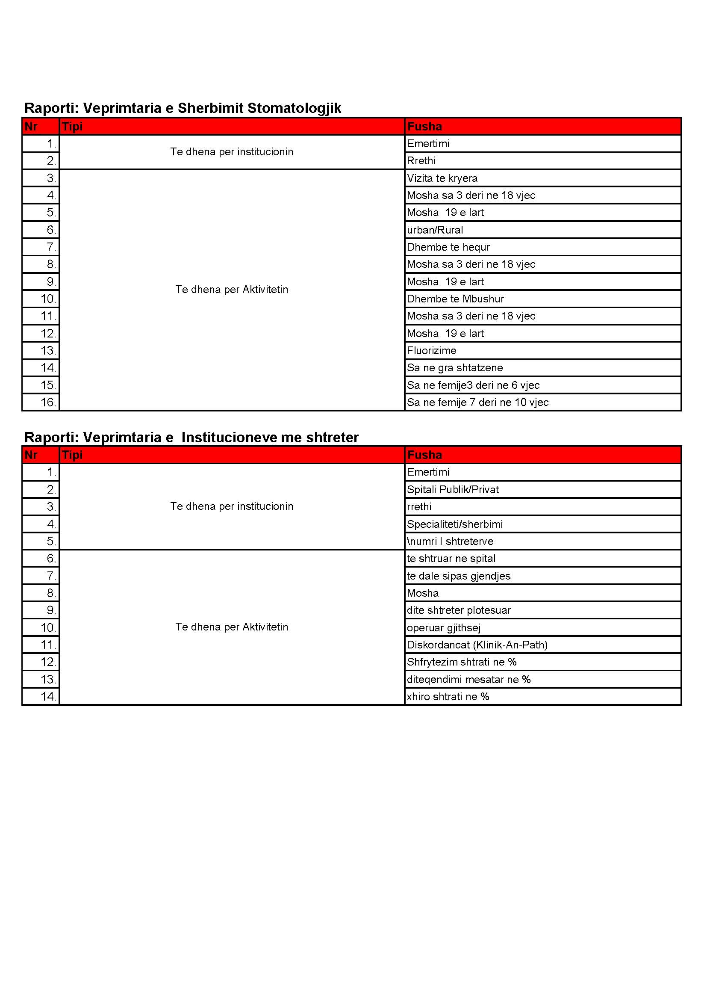 Raporti: Veprimtaria e Sherbimit Stomatologjik
Nr Tipi Fusha
1. Te dhena per institucionin Emertimi
2. Rrethi
3. Te dhena per Aktivitetin Vizita te kryera
4. Mosha sa 3 deri ne 18 vjec
5. Mosha  19 e lart
6. urban/Rural
7. Dhembe te hequr
8. Mosha sa 3 deri ne 18 vjec
9. Mosha  19 e lart
10. Dhembe te Mbushur
11. Mosha sa 3 deri ne 18 vjec
12. Mosha  19 e lart
13. Fluorizime
14. Sa ne gra shtatzene
15. Sa ne femije3 deri ne 6 vjec
16. Sa ne femije 7 deri ne 10 vjec
Raporti: Veprimtaria e  Institucioneve me shtreter
Nr Tipi Fusha
1. Te dhena per institucionin Emertimi
2. Spitali Publik/Privat
3. rrethi
4. Specialiteti/sherbimi
5. \numri I shtreterve
6. Te dhena per Aktivitetin te shtruar ne spital
7. te dale sipas gjendjes
8. Mosha
9. dite shtreter plotesuar
10. operuar gjithsej
11. Diskordancat (Klinik-An-Path)
12. Shfrytezim shtrati ne %
13. diteqendimi mesatar ne %
14. xhiro shtrati ne %